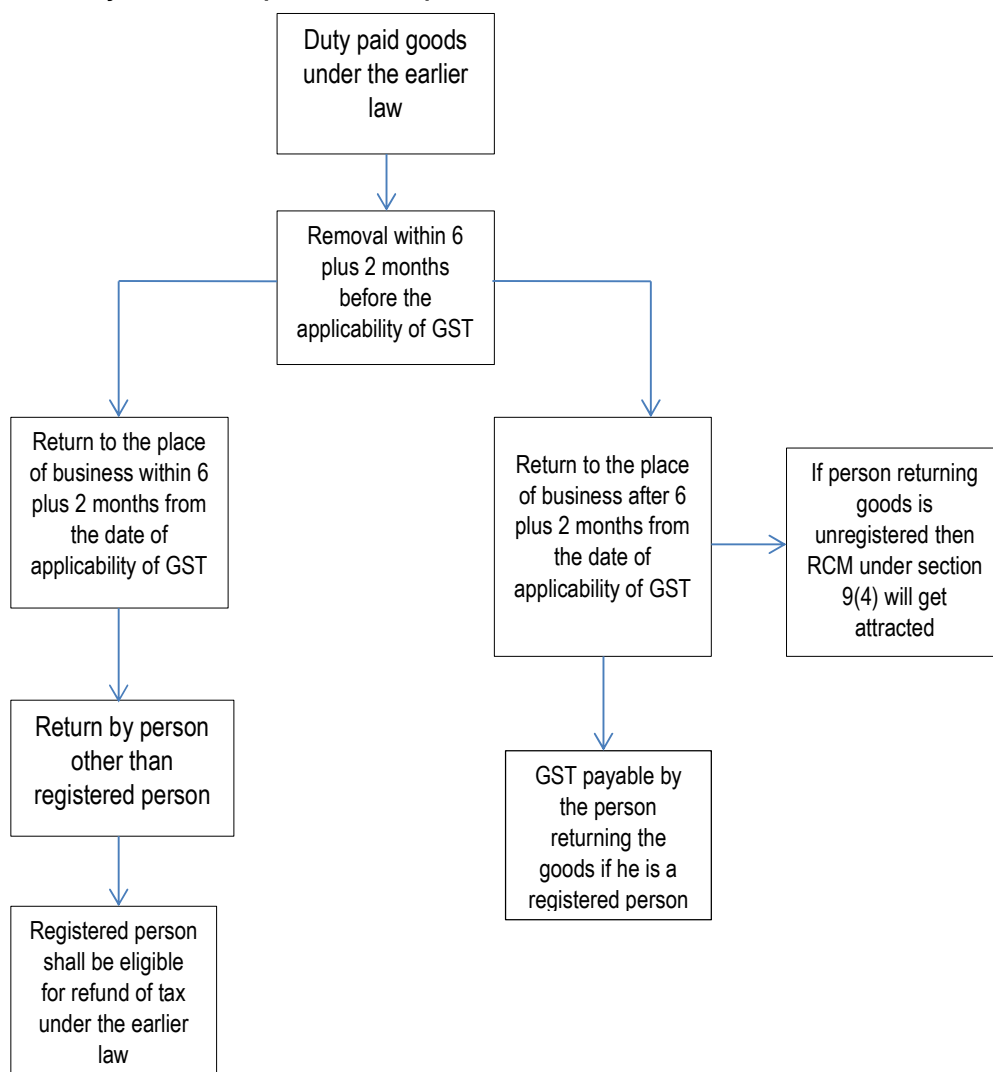 Duty paid goods
under the earlier
law
Removal within 6
plus 2 months
before the
applicability of GST
Return to the place
of business within 6
plus 2 months from
the date of
applicability of GST
Return to the place
of business after 6
plus 2 months from
the date of
applicability of GST
If person returning
goods is
unregistered then
RCM under section
9(4) will get
attracted
Return by person
other than
registered person
GST payable by
the person
returning the
goods if he is a
registered person
Registered person
shall be eligible
for refund of tax
under the earlier
law